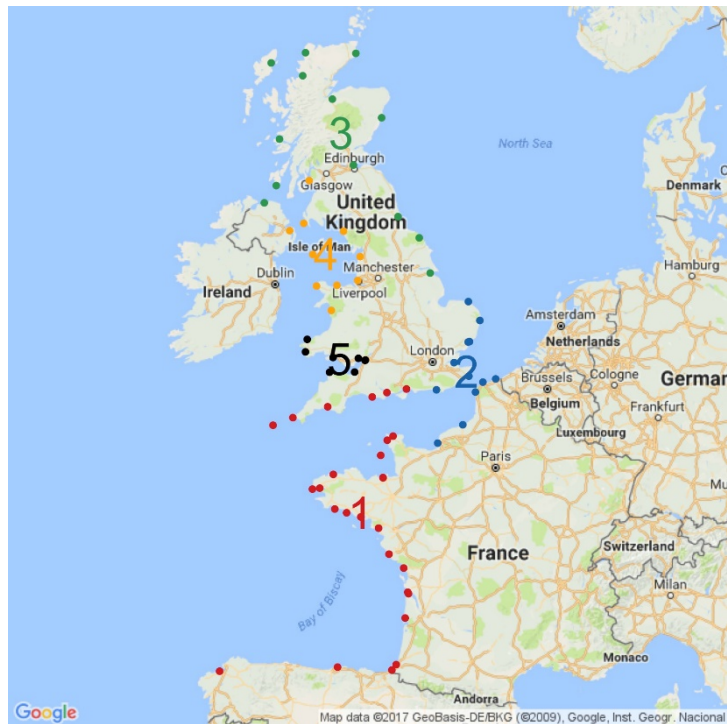 North Sea
3
Edinburgh
Glasgow
Denmark
United
Kingdom
Isle of Man
4
Hamburg
Dublin
Manchester
Ireland
Liverpool
Amsterdam
Netherlands
London
5
2
Brussels
Cologne
Germany
Belgium
Frankfurt
Luxembourg
Paris
1
France
Switzerland
Bay of Biscay
Milan
Monaco
Andorra
Google
Map data ©2017 GeoBasis-DE/BKG (©2009), Google, Inst. Geogr. Nacional